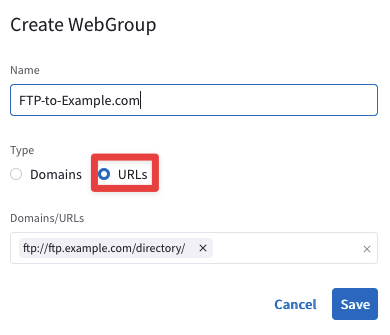 Create WebGroup
Name
FTP-to-Example.com
Type
Domains URLs
Domains/URLs
ftp://ftp.example.com/directory/ × ×
Cancel Save